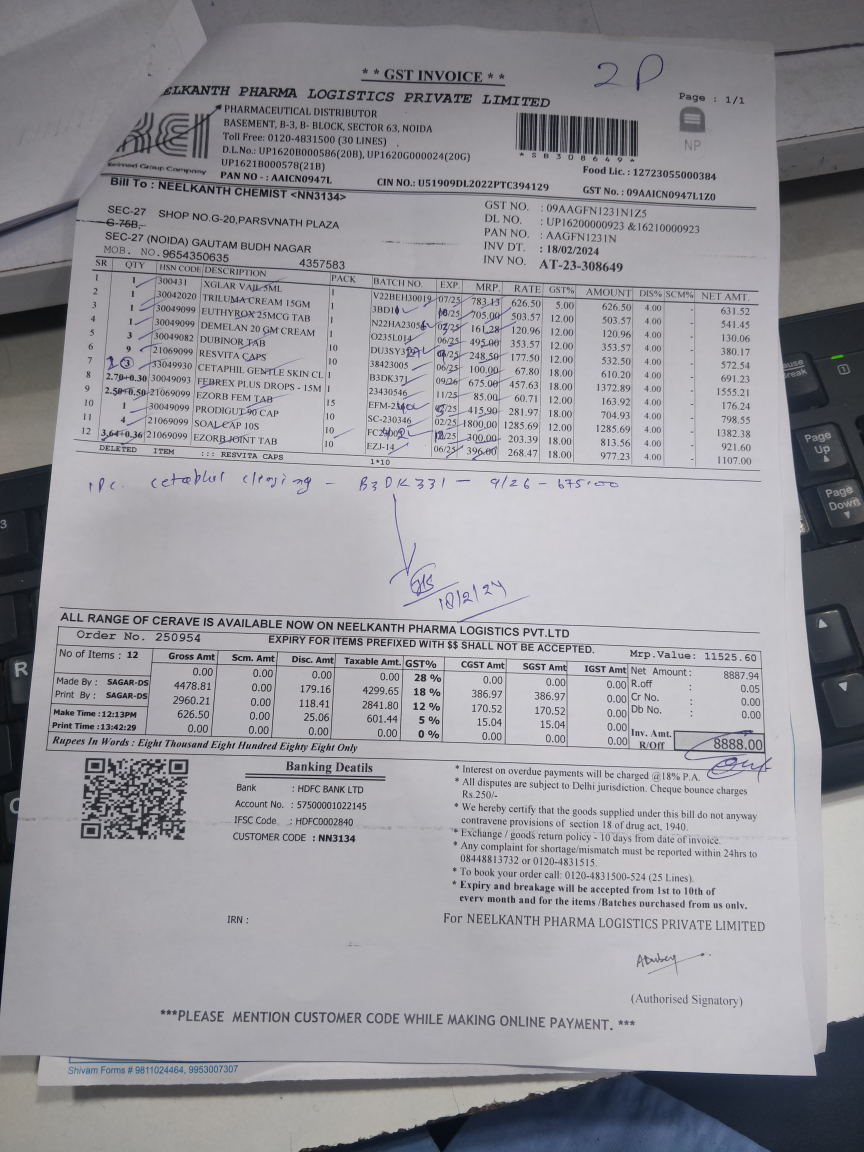 ** GST INVOICE **
2P
ELKANTH PHARMA LOGISTICS PRIVATE LIMITED
Page : 1/1
PHARMACEUTICAL DISTRIBUTOR
BASEMENT, B-3, B- BLOCK, SECTOR 63, NOIDA
Toll Free: 0120-4831500 (30 LINES)
D.L.No.: UP1620B000586(20B), UP1620G000024(20G)
UP1621B000578(21B)
PAN NO - : AAICN0947L
CIN NO.: U51909DL2022PTC394129
*SB308649*
NP
Food Lic. : 12723055000384
GST No. : 09AAICN0947L1Z0
Group Company
Bill To : NEELKANTH CHEMIST <NN3134>
SEC-27 SHOP NO.G-20,PARSVNATH PLAZA
G-75B,-
SEC-27 (NOIDA) GAUTAM BUDH NAGAR
MOB. NO.9654350635 4357583
GST NO. : 09AAGFN1231N1Z5
DL NO. : UP16200000923 &16210000923
PAN NO. : AAGFN1231N
INV DT. : 18/02/2024
INV NO. AT-23-308649
SR QTY HSN CODE DESCRIPTION PACK BATCH NO. EXP. MRP. RATE GST% AMOUNT DIS% SCM% NET AMT.
1 1 300431 XGLAR VAIL 5ML 1 V22BEH30019 07/25 783.13 626.50 5.00 626.50 4.00 - 631.52
2 1 30042020 TRILUMA CREAM 15GM 1 3BD1 /25 705.00 503.57 12.00 503.57 4.00 - 541.45
3 1 30049099 EUTHYROX 25MCG TAB 1 N22HA2305 /25 161.28 120.96 12.00 120.96 4.00 - 130.06
4 1 30049099 DEMELAN 20 GM CREAM 1 O235L014 06/25 495.00 353.57 12.00 353.57 4.00 - 380.17
5 3 30049082 DUBINOR TAB 10 DU3SY3 /25 248.50 177.50 12.00 532.50 4.00 - 572.54
6 9 21069099 RESVITA CAPS 10 38423005 06/25 100.00 67.80 18.00 610.20 4.00 - 691.23
7 3 33049930 CETAPHIL GENTLE SKIN CL 1 B3DK371 09/26 675.00 457.63 18.00 1372.89 4.00 - 1555.21
8 2.70+0.30 30049093 FEBREX PLUS DROPS - 15M 1 23430546 11/25 85.00 60.71 12.00 163.92 4.00 - 176.24
9 2.50+0.50 21069099 EZORB FEM TAB 15 EFM- /25 415.90 281.97 18.00 704.93 4.00 - 798.55
10 1 30049099 PRODIGUT 90 CAP SC-230346 02/25 1800.00 1285.69 12.00 1285.69 4.00 - 1382.38
11 4 21069099 SOAL CAP 10S 10 FC2 /25 300.00 203.39 18.00 813.56 4.00 - 921.60
12 3.64+0.36 21069099 EZORB JOINT TAB 10 EZJ-14 06/25 396.00 268.47 18.00 977.23 4.00 - 1107.00
DELETED ITEM ::: RESVITA CAPS 1*10
1Pc. - B3DK331 - 9/26 - 675.00
18/2/24
ALL RANGE OF CERAVE IS AVAILABLE NOW ON NEELKANTH PHARMA LOGISTICS PVT.LTD
Order No. 250954 EXPIRY FOR ITEMS PREFIXED WITH $$ SHALL NOT BE ACCEPTED.
Mrp.Value: 11525.60
No of Items : 12 Gross Amt Scm. Amt Disc. Amt Taxable Amt. GST% CGST Amt SGST Amt IGST Amt Net Amount: 8887.94
0.00 0.00 0.00 0.00 28 % 0.00 0.00 0.00 R.off : 0.05
Made By : SAGAR-DS 4478.81 0.00 179.16 4299.65 18 % 386.97 386.97 0.00 Cr No. : 0.00
Print By : SAGAR-DS 2960.21 0.00 118.41 2841.80 12 % 170.52 170.52 0.00 Db No. : 0.00
Make Time :12:13PM 626.50 0.00 25.06 601.44 5 % 15.04 15.04 0.00 Inv. Amt.
Print Time :13:42:29 0.00 0.00 0.00 0.00 0 % 0.00 0.00 0.00 R/Off 8888.00
Rupees In Words : Eight Thousand Eight Hundred Eighty Eight Only
Banking Deatils
Bank : HDFC BANK LTD
Account No. : 57500001022145
IFSC Code : HDFC0002840
CUSTOMER CODE : NN3134
* Interest on overdue payments will be charged @18% P.A.
* All disputes are subject to Delhi jurisdiction. Cheque bounce charges
Rs.250/-
* We hereby certify that the goods supplied under this bill do not anyway
contravene provisions of section 18 of drug act, 1940.
* Exchange / goods return policy - 10 days from date of invoice.
* Any complaint for shortage/mismatch must be reported within 24hrs to
08448813732 or 0120-4831515.
* To book your order call: 0120-4831500-524 (25 Lines).
* Expiry and breakage will be accepted from 1st to 10th of
every month and for the items /Batches purchased from us only.
IRN :
For NEELKANTH PHARMA LOGISTICS PRIVATE LIMITED
(Authorised Signatory)
***PLEASE MENTION CUSTOMER CODE WHILE MAKING ONLINE PAYMENT. ***
Shivam Forms # 9811024464, 9953007307
Page
Up
Page
Down
Break
R
3